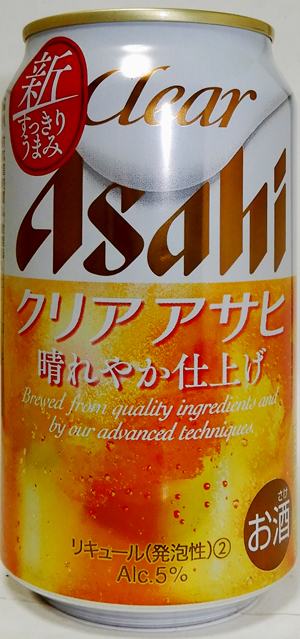 新
すっきり
うまみ
Clear
Asahi
クリア アサヒ
晴れやか仕上げ
Brewed from quality ingredients and
by our advanced techniques.
さけ
お酒
リキュール(発泡性)②
Alc.5%